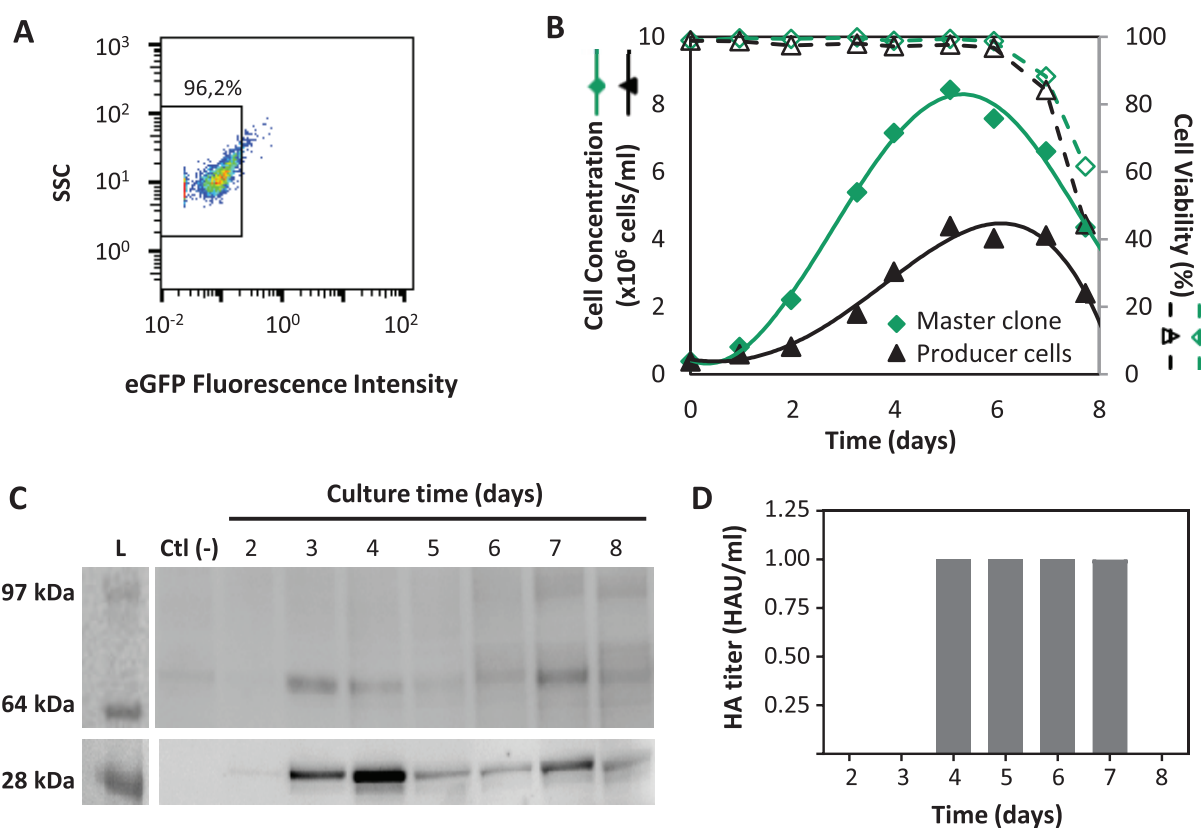 A
10³
10²
10¹
10⁰
SSC
96,2%
10⁻² 10⁰ 10²
eGFP Fluorescence Intensity
B
Cell Concentration
(x10⁶ cells/ml)
10
8
6
4
2
0
100
80
60
40
20
0
Cell Viability (%)
Master clone
Producer cells
0 2 4 6 8
Time (days)
C
Culture time (days)
L Ctl (-) 2 3 4 5 6 7 8
97 kDa
64 kDa
28 kDa
D
HA titer (HAU/ml)
1.25
1.00
0.75
0.50
0.25
2 3 4 5 6 7 8
Time (days)